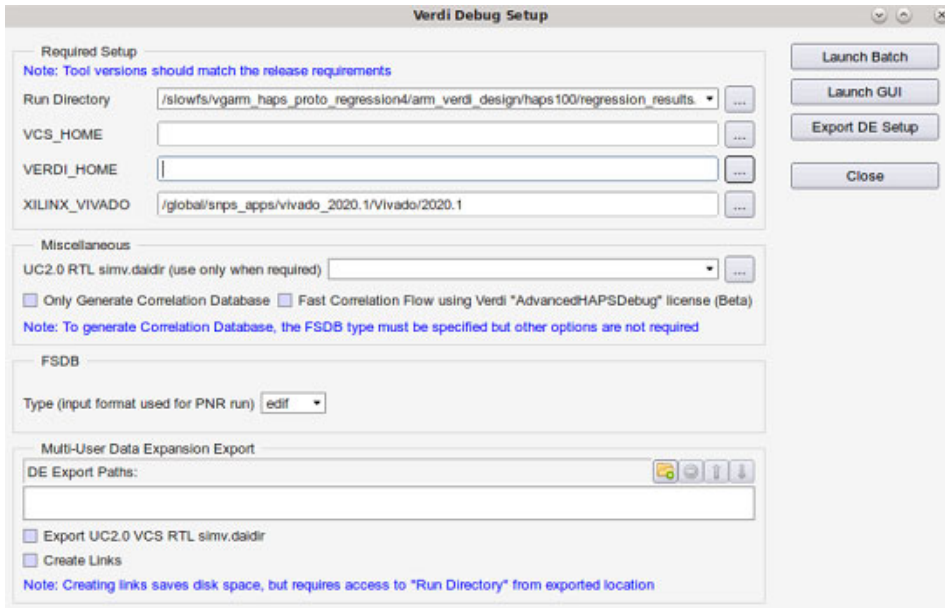 Verdi Debug Setup
Required Setup
Note: Tool versions should match the release requirements
Run Directory /slowfs/vgarm_haps_proto_regression4/arm_verdi_design/haps100/regression_results. ...
VCS_HOME ...
VERDI_HOME ...
XILINX_VIVADO /global/snps_apps/vivado_2020.1/Vivado/2020.1 ...
Launch Batch
Launch GUI
Export DE Setup
Close
Miscellaneous
UC2.0 RTL simv.daidir (use only when required) ...
Only Generate Correlation Database Fast Correlation Flow using Verdi "AdvancedHAPSDebug" license (Beta)
Note: To generate Correlation Database, the FSDB type must be specified but other options are not required
FSDB
Type (input format used for PNR run) edif
Multi-User Data Expansion Export
DE Export Paths:
Export UC2.0 VCS RTL simv.daidir
Create Links
Note: Creating links saves disk space, but requires access to "Run Directory" from exported location